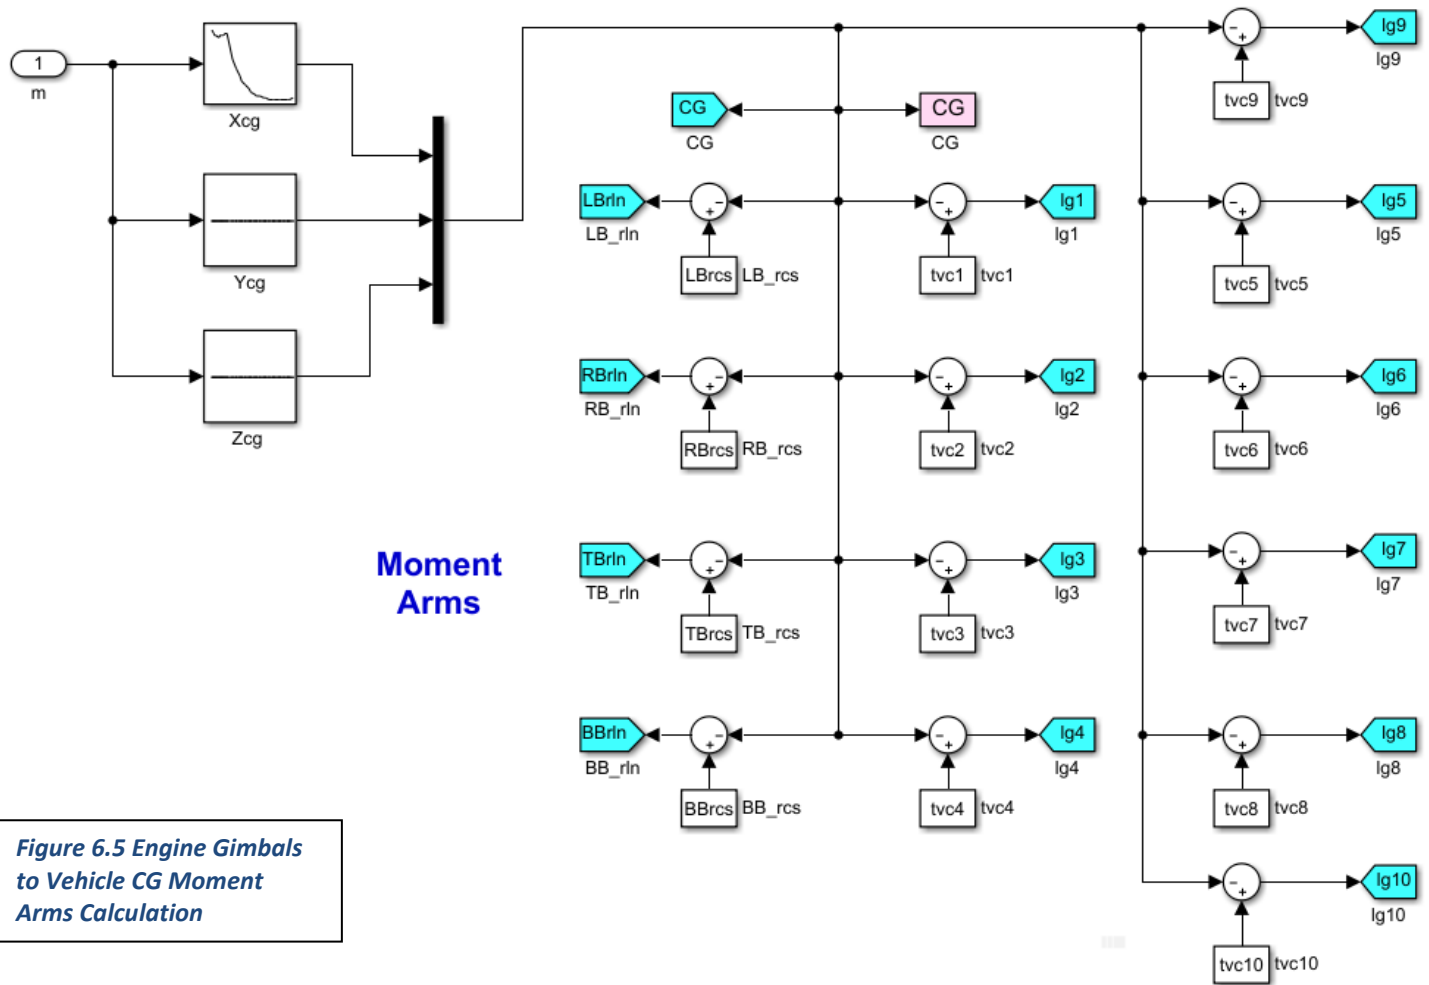 1
m
Xcg
Ycg
Zcg
CG
CG
CG
CG
LBrln
LB_rln
LBrcs LB_rcs
RBrln
RB_rln
RBrcs RB_rcs
TBrln
TB_rln
TBrcs TB_rcs
BBrln
BB_rln
BBrcs BB_rcs
lg1
lg1
tvc1 tvc1
lg2
lg2
tvc2 tvc2
lg3
lg3
tvc3 tvc3
lg4
lg4
tvc4 tvc4
lg9
lg9
tvc9 tvc9
lg5
lg5
tvc5 tvc5
lg6
lg6
tvc6 tvc6
lg7
lg7
tvc7 tvc7
lg8
lg8
tvc8 tvc8
lg10
lg10
tvc10 tvc10
Moment
Arms
Figure 6.5 Engine Gimbals
to Vehicle CG Moment
Arms Calculation